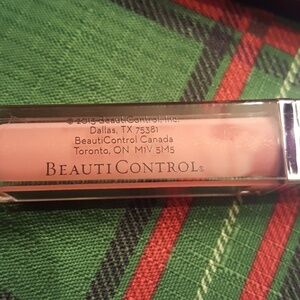 © 2015 BeautiControl, Inc.
Dallas, TX 75381
BeautiControl Canada
Toronto, ON M1V 5M5
BEAUTICONTROL®